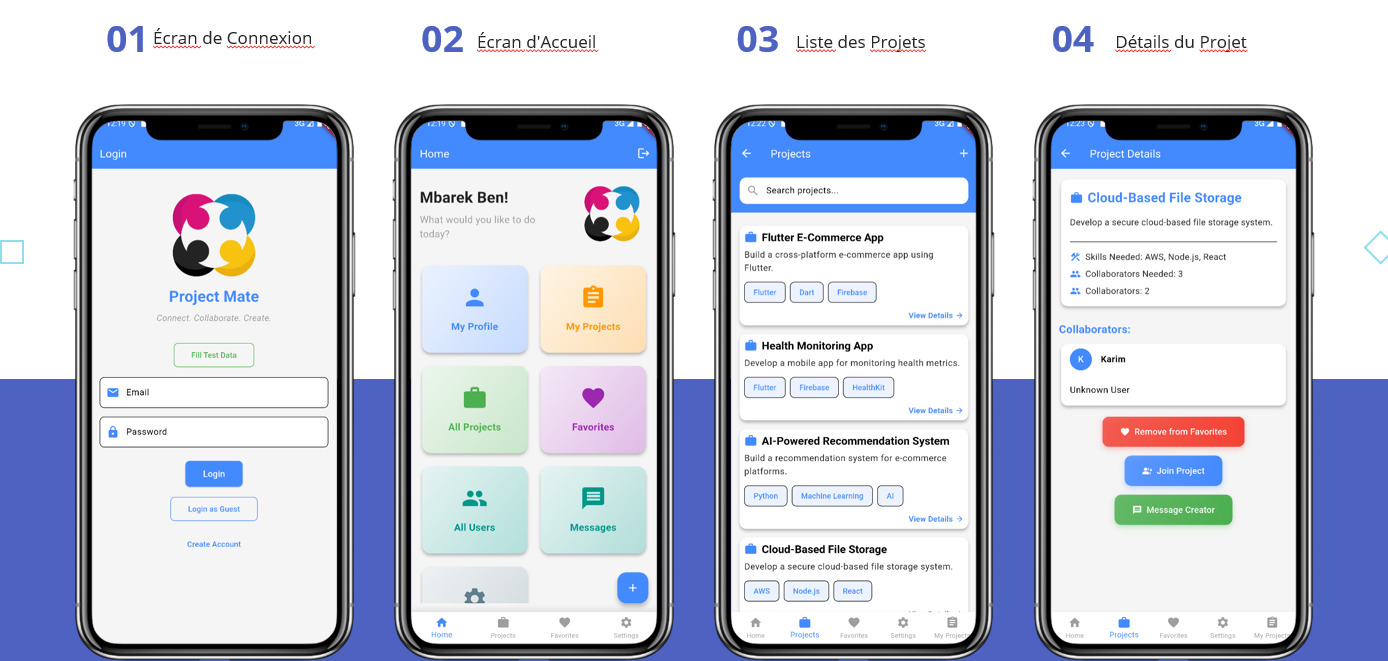 01 Écran de Connexion
02 Écran d'Accueil
03 Liste des Projets
04 Détails du Projet
12:19 3G
Login
Project Mate
Connect. Collaborate. Create.
Fill Test Data
Email
Password
Login
Login as Guest
Create Account
12:19 3G
Home
Mbarek Ben!
What would you like to do
today?
My Profile
My Projects
All Projects
Favorites
All Users
Messages
+
Home
Projects
Favorites
Settings
12:22 3G
Projects
+
Search projects...
Flutter E-Commerce App
Build a cross-platform e-commerce app using
Flutter.
Flutter
Dart
Firebase
View Details →
Health Monitoring App
Develop a mobile app for monitoring health metrics.
Flutter
Firebase
HealthKit
View Details →
AI-Powered Recommendation System
Build a recommendation system for e-commerce
platforms.
Python
Machine Learning
AI
View Details →
Cloud-Based File Storage
Develop a secure cloud-based file storage system.
AWS
Node.js
React
Home
Projects
Favorites
Settings
My Projects
12:23 3G
Project Details
Cloud-Based File Storage
Develop a secure cloud-based file storage system.
Skills Needed: AWS, Node.js, React
Collaborators Needed: 3
Collaborators: 2
Collaborators:
K
Karim
Unknown User
Remove from Favorites
Join Project
Message Creator
Home
Projects
Favorites
Settings
My Projects